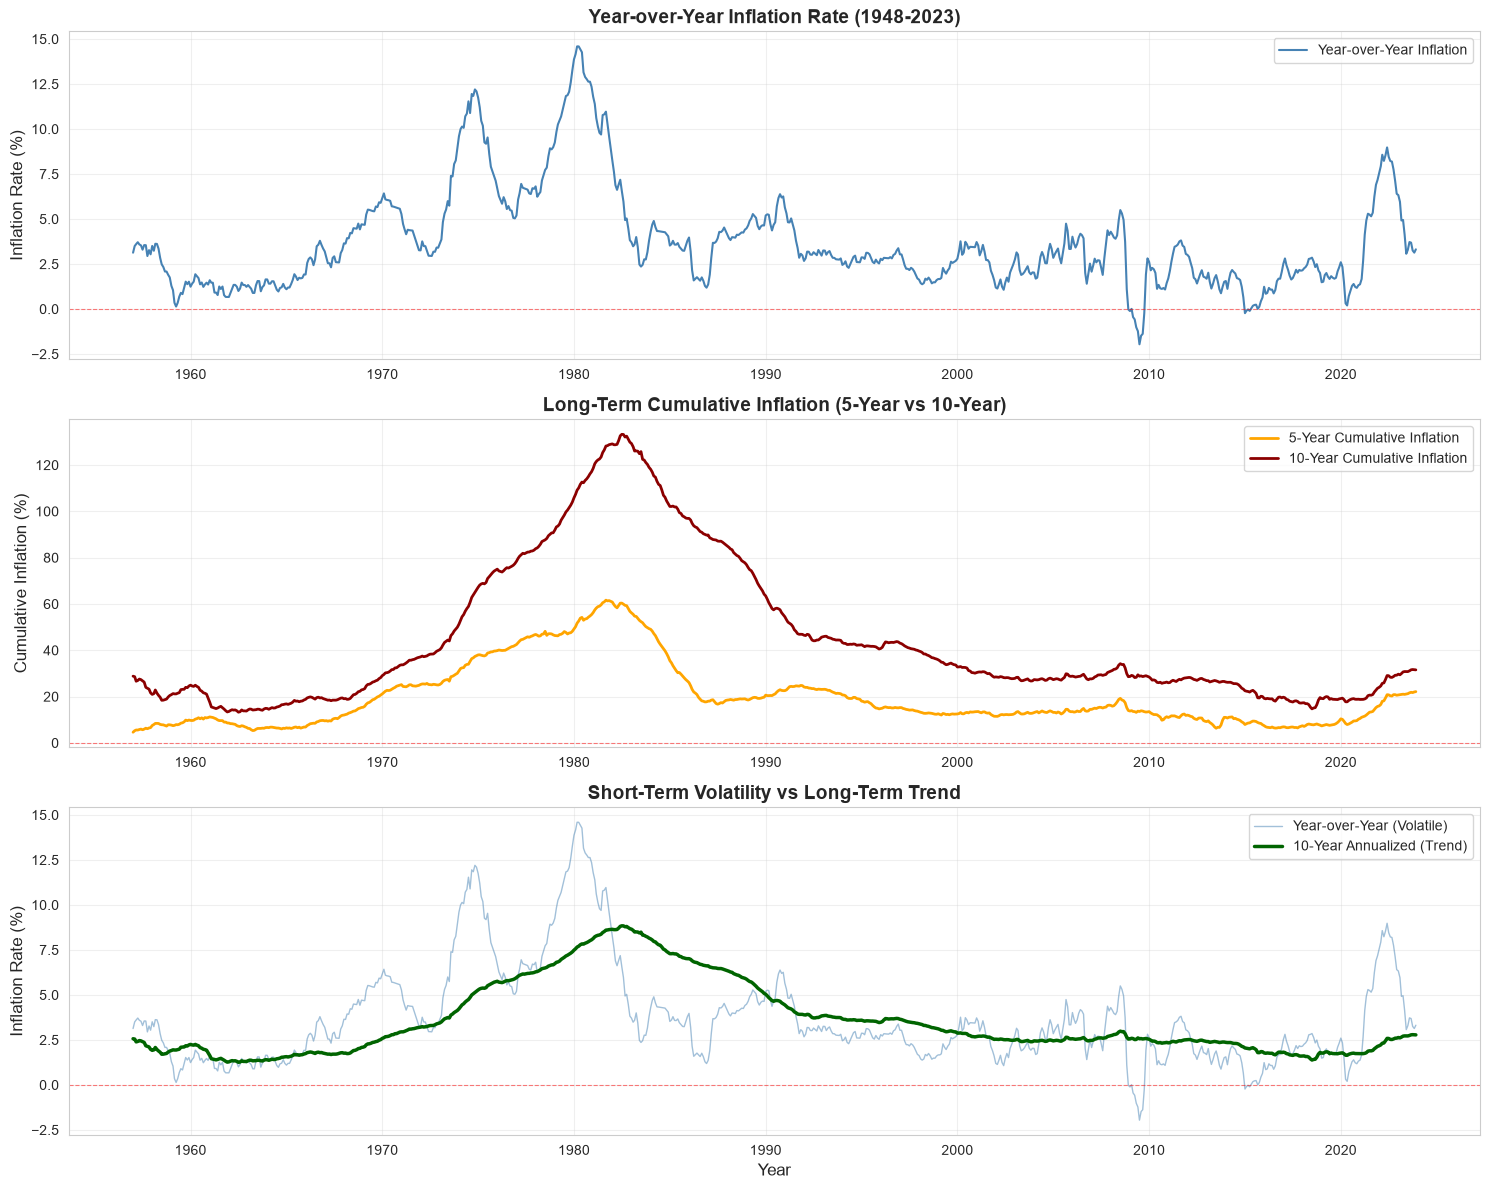 Year-over-Year Inflation Rate (1948-2023)
15.0
12.5
10.0
7.5
5.0
2.5
0.0
−2.5
Inflation Rate (%)
Year-over-Year Inflation
1960 1970 1980 1990 2000 2010 2020
Long-Term Cumulative Inflation (5-Year vs 10-Year)
120
100
80
60
40
20
0
Cumulative Inflation (%)
5-Year Cumulative Inflation
10-Year Cumulative Inflation
1960 1970 1980 1990 2000 2010 2020
Short-Term Volatility vs Long-Term Trend
15.0
12.5
10.0
7.5
5.0
2.5
0.0
−2.5
Inflation Rate (%)
Year-over-Year (Volatile)
10-Year Annualized (Trend)
1960 1970 1980 1990 2000 2010 2020
Year